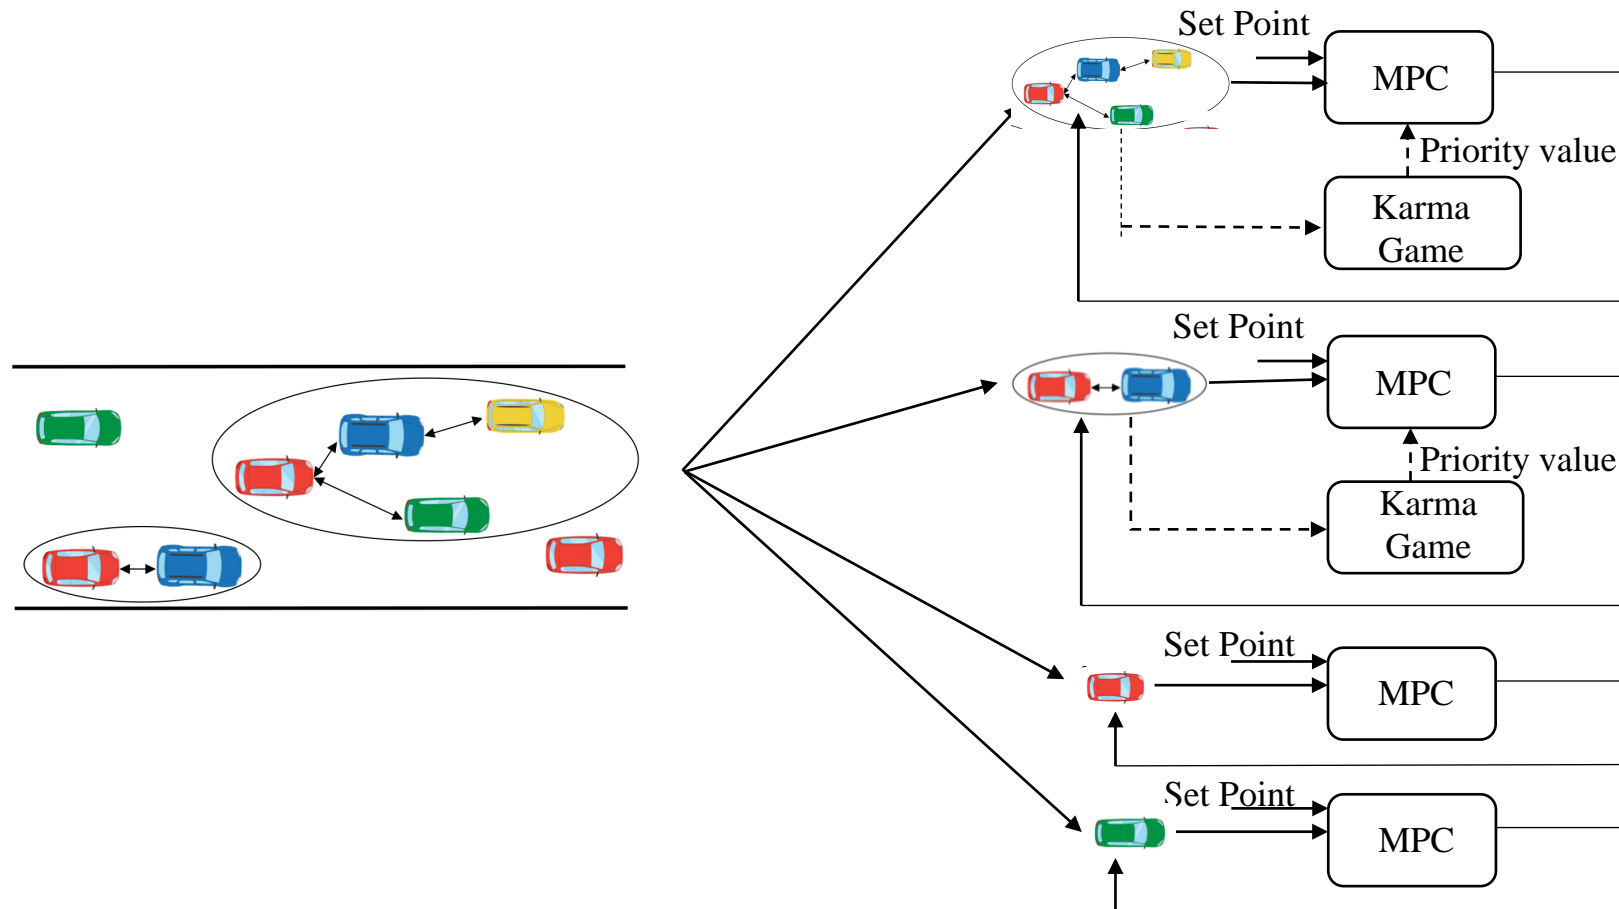 Set Point
MPC
Priority value
Karma
Game
Set Point
MPC
Priority value
Karma
Game
Set Point
MPC
Set Point
MPC